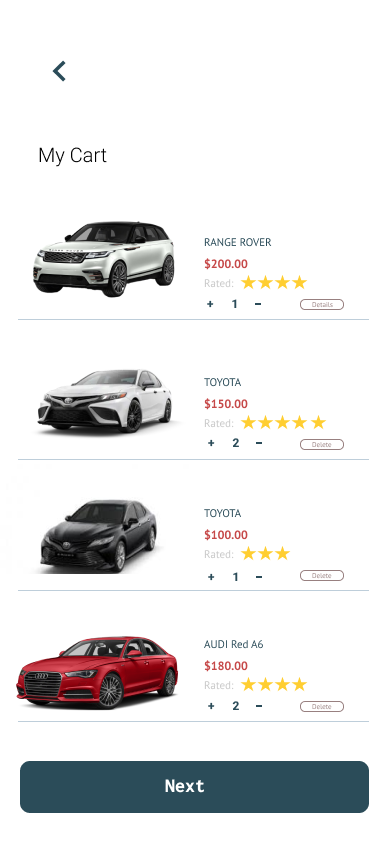 My Cart
RANGE ROVER
$200.00
Rated:
+ 1 -
Details
TOYOTA
$150.00
Rated:
+ 2 -
Delete
TOYOTA
$100.00
Rated:
+ 1 -
Delete
AUDI Red A6
$180.00
Rated:
+ 2 -
Delete
Next